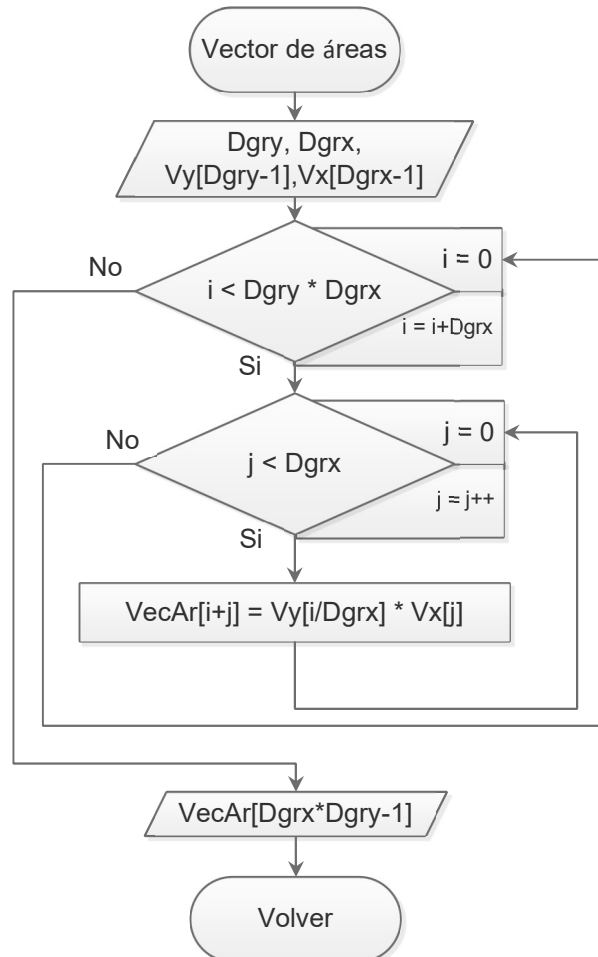 Vector de áreas
Dgry, Dgrx,
Vy[Dgry-1],Vx[Dgrx-1]
No
i = 0
i < Dgry * Dgrx
i = i+Dgrx
Si
No
j = 0
j < Dgrx
j = j++
Si
VecAr[i+j] = Vy[i/Dgrx] * Vx[j]
VecAr[Dgrx*Dgry-1]
Volver